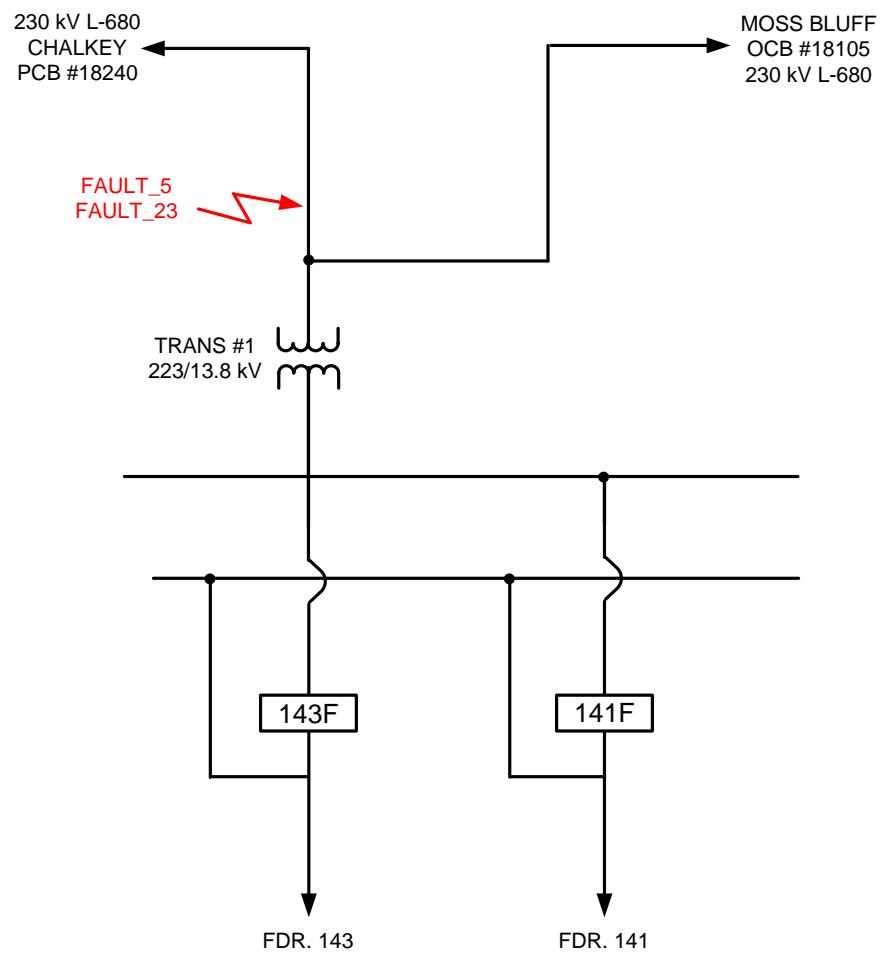 230 kV L-680
CHALKEY
PCB #18240
MOSS BLUFF
OCB #18105
230 kV L-680
FAULT_5
FAULT_23
TRANS #1
223/13.8 kV
143F
141F
FDR. 143
FDR. 141